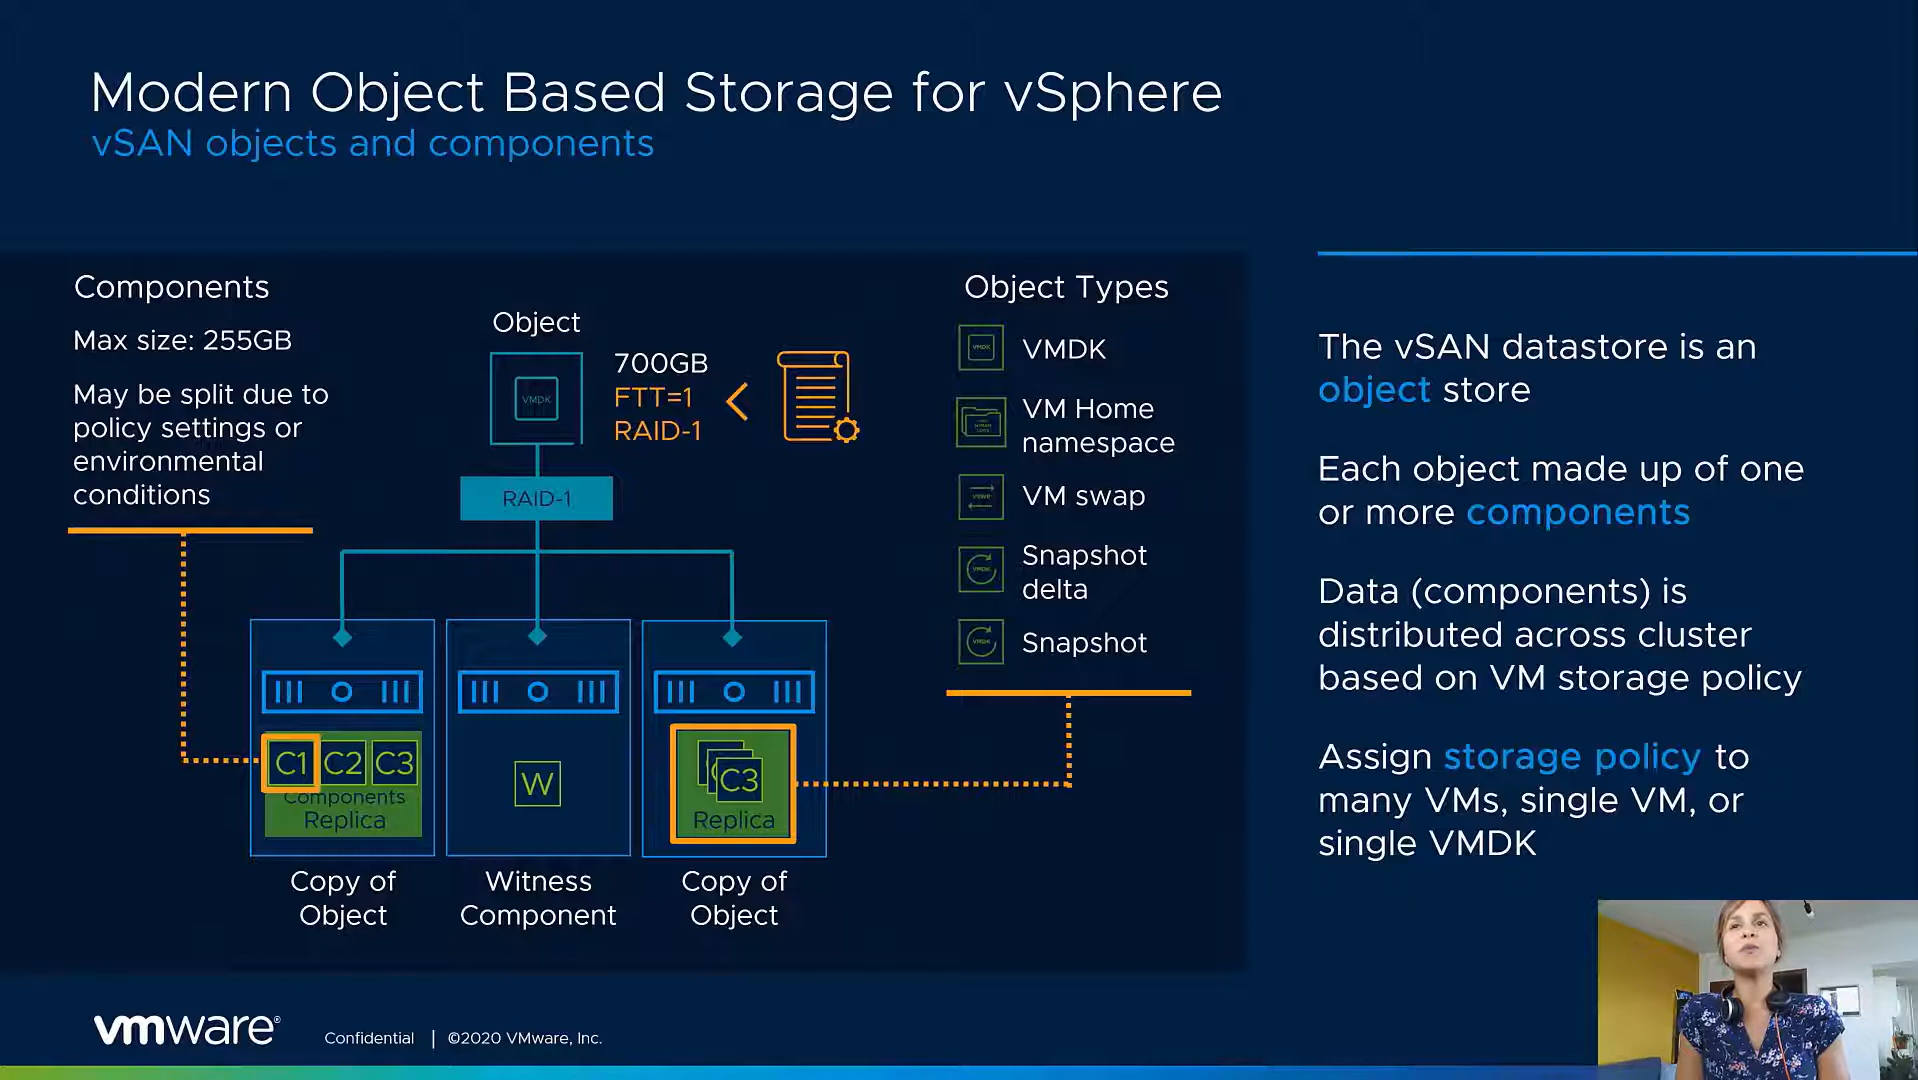 Modern Object Based Storage for vSphere
vSAN objects and components
Components
Max size: 255GB
May be split due to
policy settings or
environmental
conditions
Object
VMDK
700GB
FTT=1
RAID-1
RAID-1
C1 C2 C3
Components
Replica
W
C3
Replica
Copy of
Object
Witness
Component
Copy of
Object
Object Types
VMDK
VMDK
VM Home
namespace
VM swap
Snapshot
delta
Snapshot
The vSAN datastore is an
object store
Each object made up of one
or more components
Data (components) is
distributed across cluster
based on VM storage policy
Assign storage policy to
many VMs, single VM, or
single VMDK
vmware®
Confidential | ©2020 VMware, Inc.